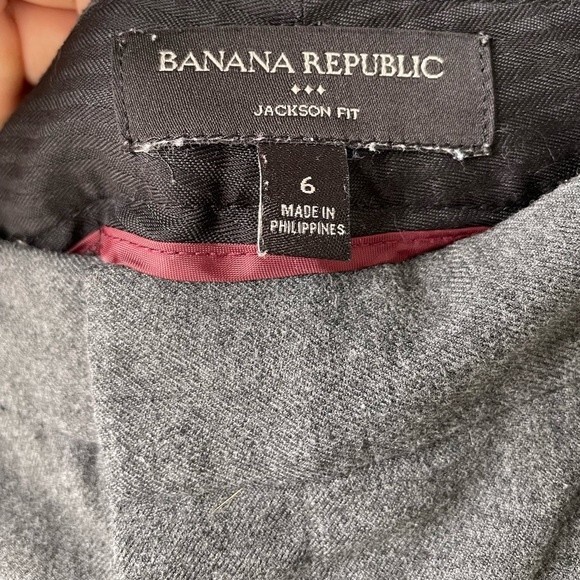 BANANA REPUBLIC
JACKSON FIT
6
MADE IN
PHILIPPINES